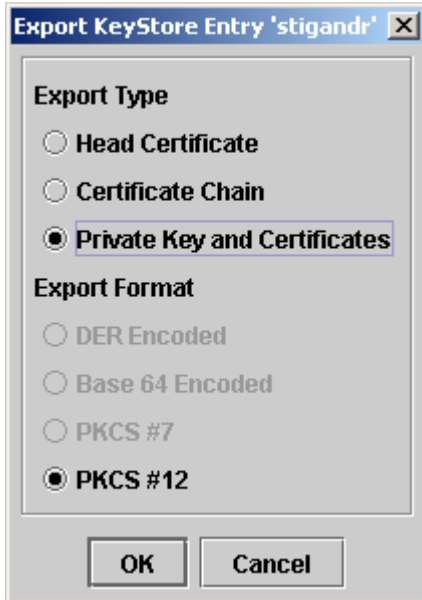 Export KeyStore Entry 'stigandr'
Export Type
Head Certificate
Certificate Chain
Private Key and Certificates
Export Format
DER Encoded
Base 64 Encoded
PKCS #7
PKCS #12
OK Cancel